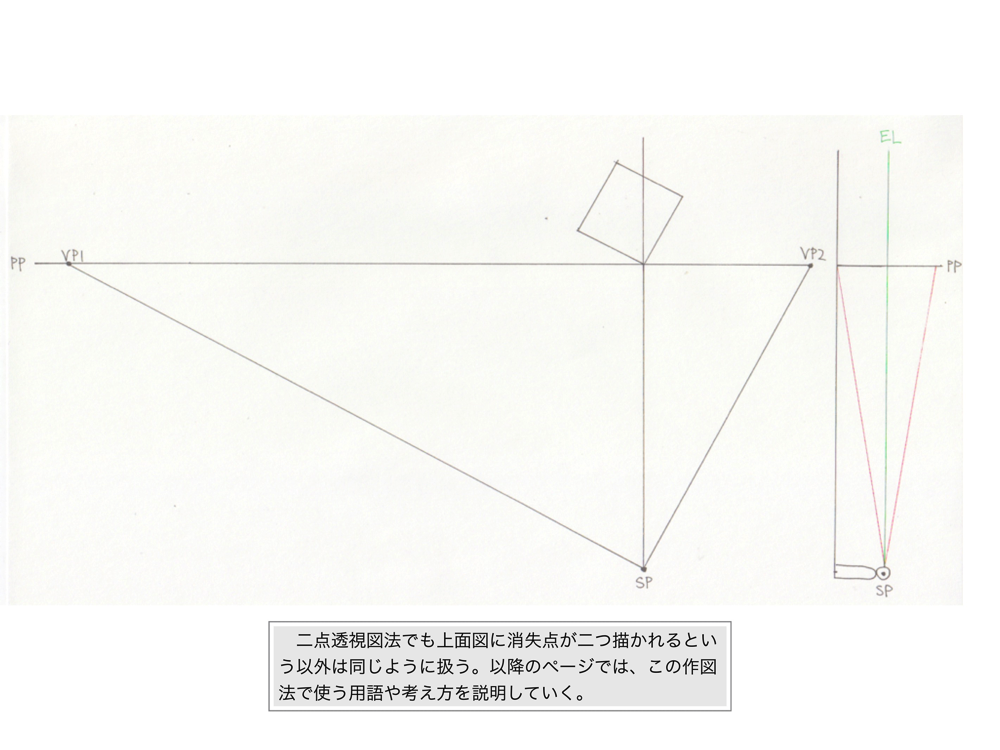 EL
PP
VP1
VP2
PP
SP
SP
二点透視図法でも上面図に消失点が二つ描かれるとい
う以外は同じように扱う。以降のページでは、この作図
法で使う用語や考え方を説明していく。